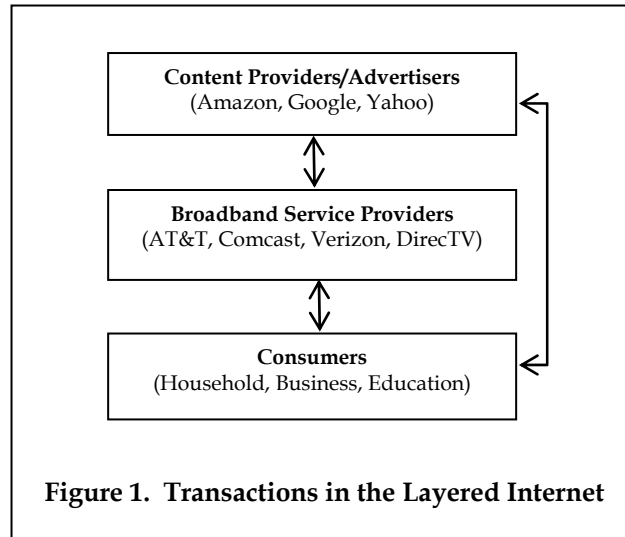 Content Providers/Advertisers
(Amazon, Google, Yahoo)
Broadband Service Providers
(AT&T, Comcast, Verizon, DirecTV)
Consumers
(Household, Business, Education)
Figure 1. Transactions in the Layered Internet